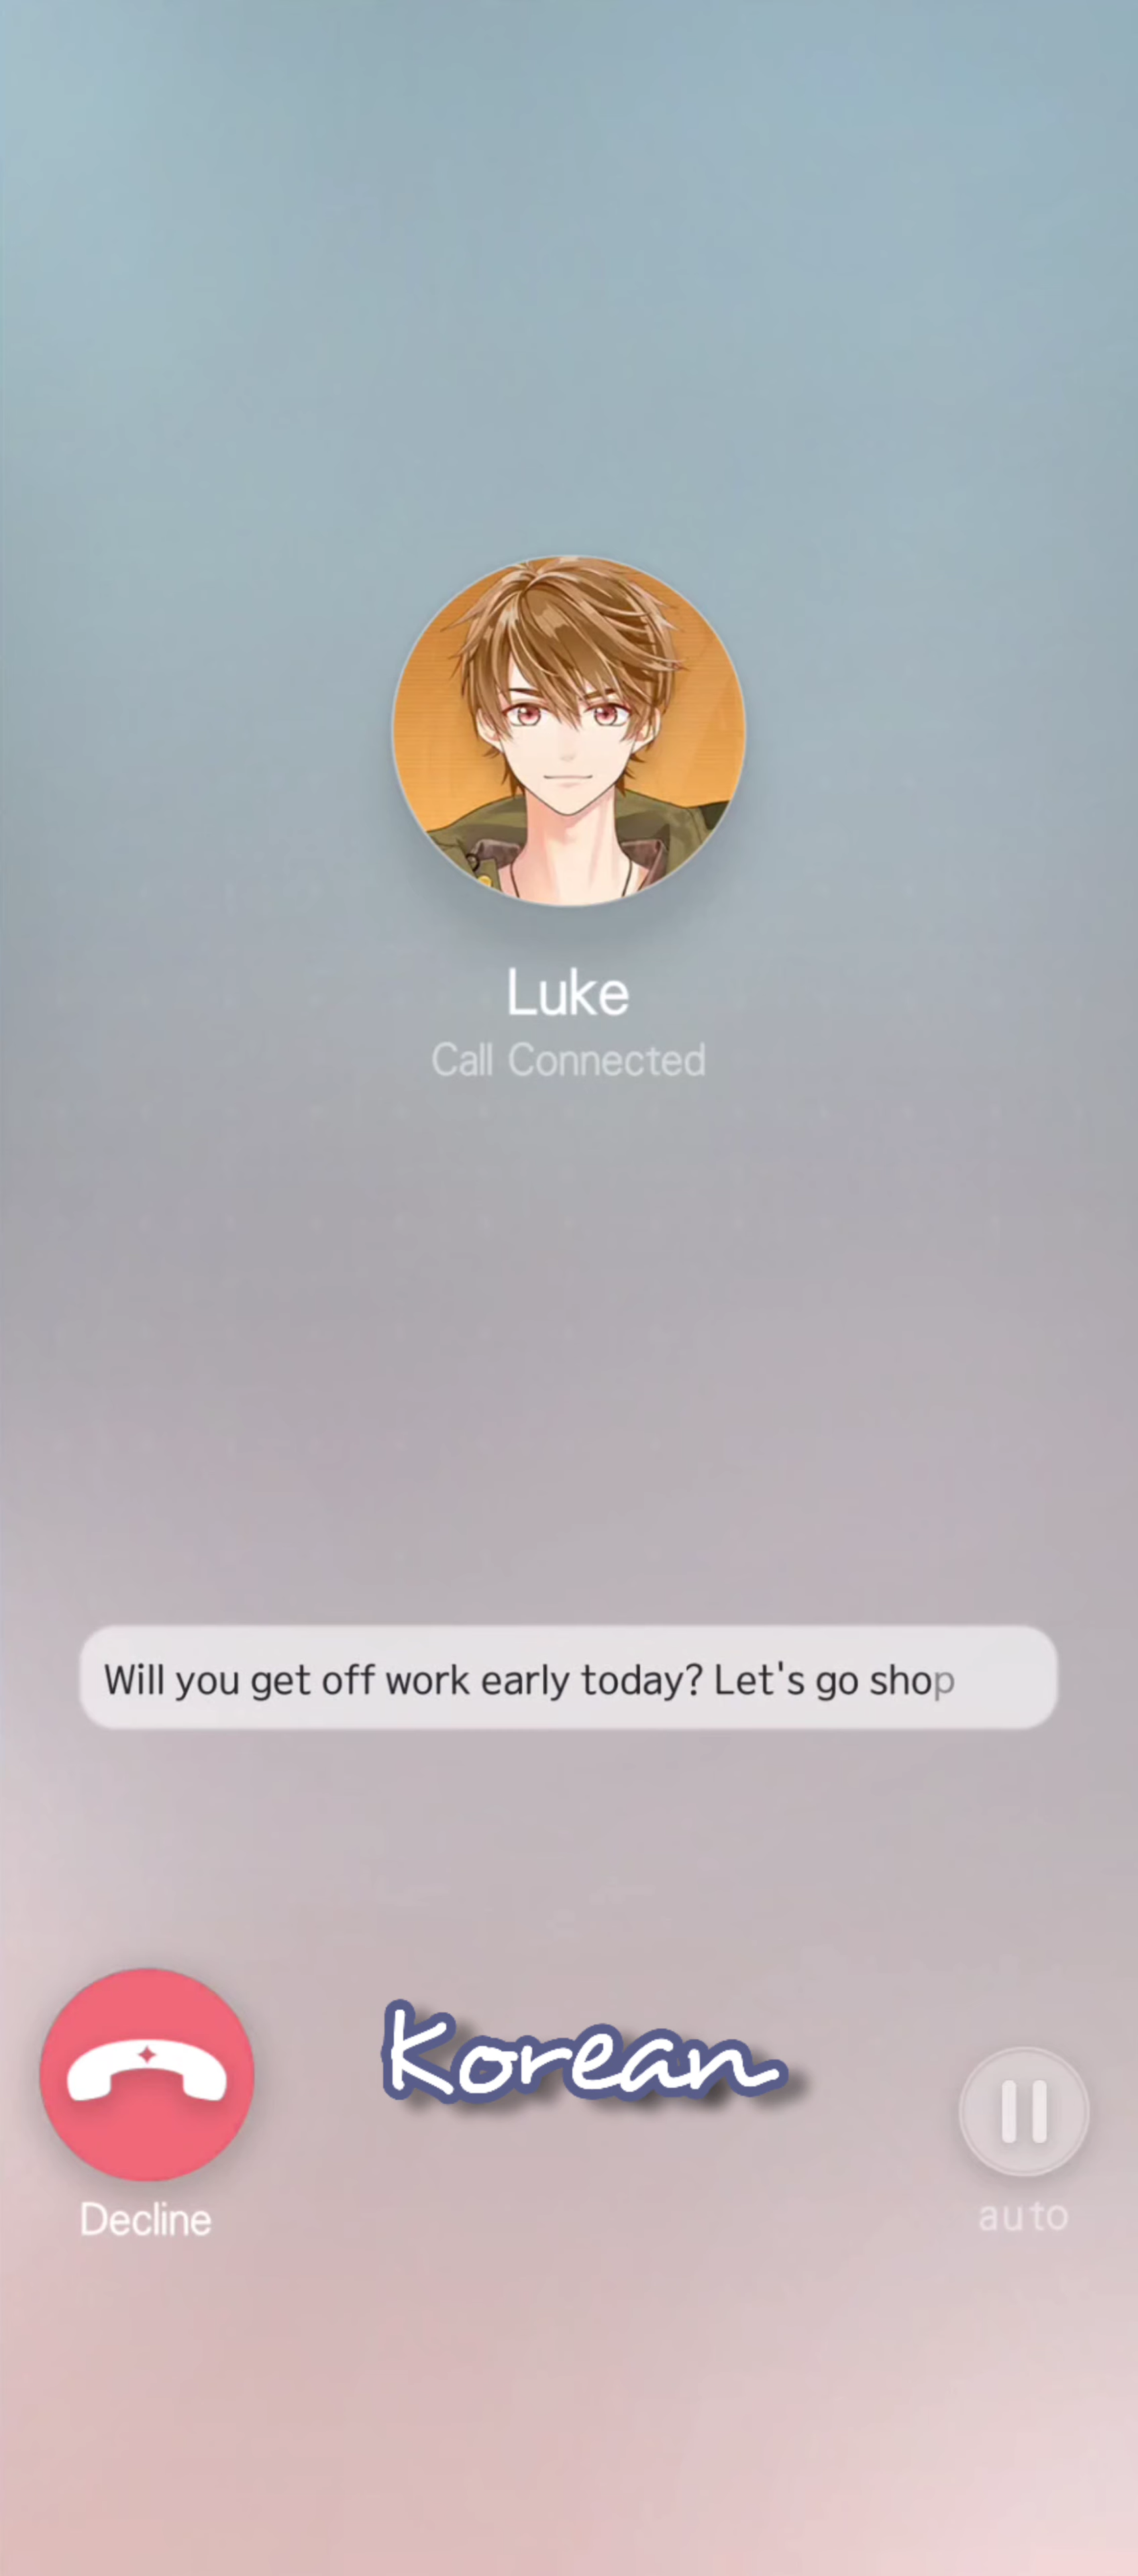 Luke
Call Connected
Will you get off work early today? Let's go shop
Korean
Decline
auto